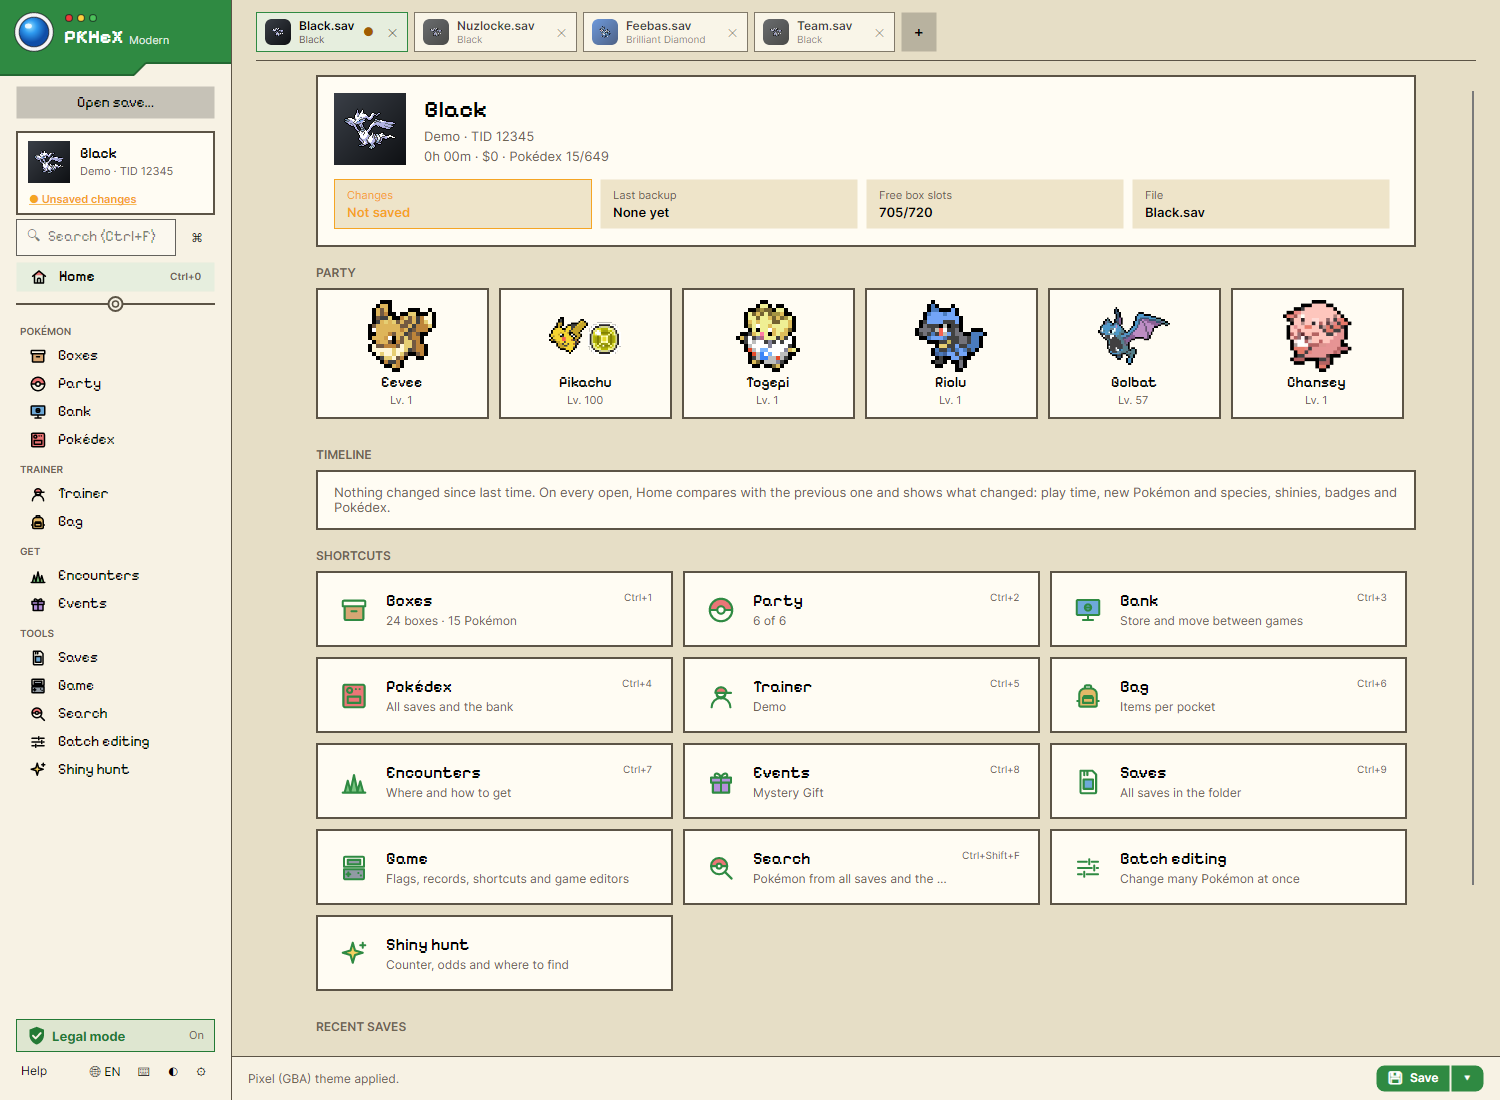 PKHeX Modern
Open save...
Black
Demo · TID 12345
Unsaved changes
Search (Ctrl+F)
⌘
Home Ctrl+0
POKÉMON
Boxes
Party
Bank
Pokédex
TRAINER
Trainer
Bag
GET
Encounters
Events
TOOLS
Saves
Game
Search
Batch editing
Shiny hunt
Legal mode On
Help EN
Black.sav
Black
Nuzlocke.sav
Black
Feebas.sav
Brilliant Diamond
Team.sav
Black
+
Black
Demo · TID 12345
0h 00m · $0 · Pokédex 15/649
Changes
Not saved
Last backup
None yet
Free box slots
705/720
File
Black.sav
PARTY
Eevee
Lv. 1
Pikachu
Lv. 100
Togepi
Lv. 1
Riolu
Lv. 1
Golbat
Lv. 57
Chansey
Lv. 1
TIMELINE
Nothing changed since last time. On every open, Home compares with the previous one and shows what changed: play time, new Pokémon and species, shinies, badges and
Pokédex.
SHORTCUTS
Boxes Ctrl+1
24 boxes · 15 Pokémon
Party Ctrl+2
6 of 6
Bank Ctrl+3
Store and move between games
Pokédex Ctrl+4
All saves and the bank
Trainer Ctrl+5
Demo
Bag Ctrl+6
Items per pocket
Encounters Ctrl+7
Where and how to get
Events Ctrl+8
Mystery Gift
Saves Ctrl+9
All saves in the folder
Game
Flags, records, shortcuts and game editors
Search Ctrl+Shift+F
Pokémon from all saves and the ...
Batch editing
Change many Pokémon at once
Shiny hunt
Counter, odds and where to find
RECENT SAVES
Pixel (GBA) theme applied.
Save